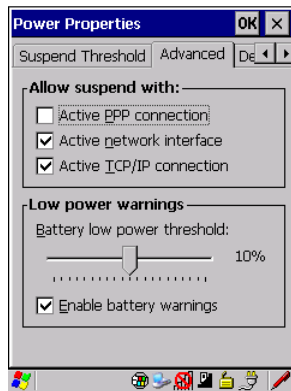 Power Properties OK
Suspend Threshold Advanced De
Allow suspend with:
Active PPP connection
Active network interface
Active TCP/IP connection
Low power warnings
Battery low power threshold:
10%
Enable battery warnings